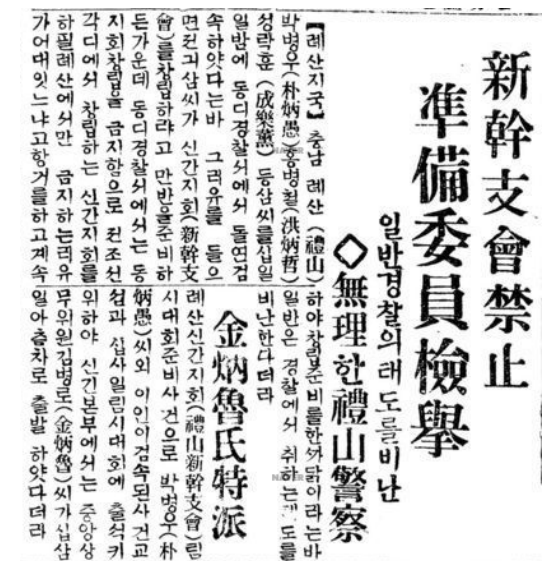 新幹支會禁止
準備委員檢擧
일반경찰의태도를비난
◇無理한禮山警察
【례산지국】 충남 례산 (禮山)
박병우(朴炳愚)홍병철(洪炳哲)
성락훈 (成樂薰) 등삼씨를십일
일밤에 동디경찰서에서 돌연검
속하얏다는바 그러유를 들으
면전긔삼씨가 신간지회(新幹支
會)를창립하랴고 만반을준비하
든가운데 동디경찰서에서는 동
지회창립을 금지함으로 전조선
각디에서 창립하는 신간지회를
하필례산에서만 금지하는리유
가어대잇느냐고항거를하고계속
하야창립준비를한ᄭᅡ닭이라는바
일반은 경찰에서 취하는태도를
비난한다더라
金炳魯氏特派
례산신간지회(禮山新幹支會)림
시대회준비사건으로 박병우(朴
炳愚)씨외 이인이검속된사건교
섭과 십사일림시대회에 출석키
위하야 신간본부에서는 중앙상
무위원김병로(金炳魯)씨가십삼
일아츰차로 출발 하얏다더라